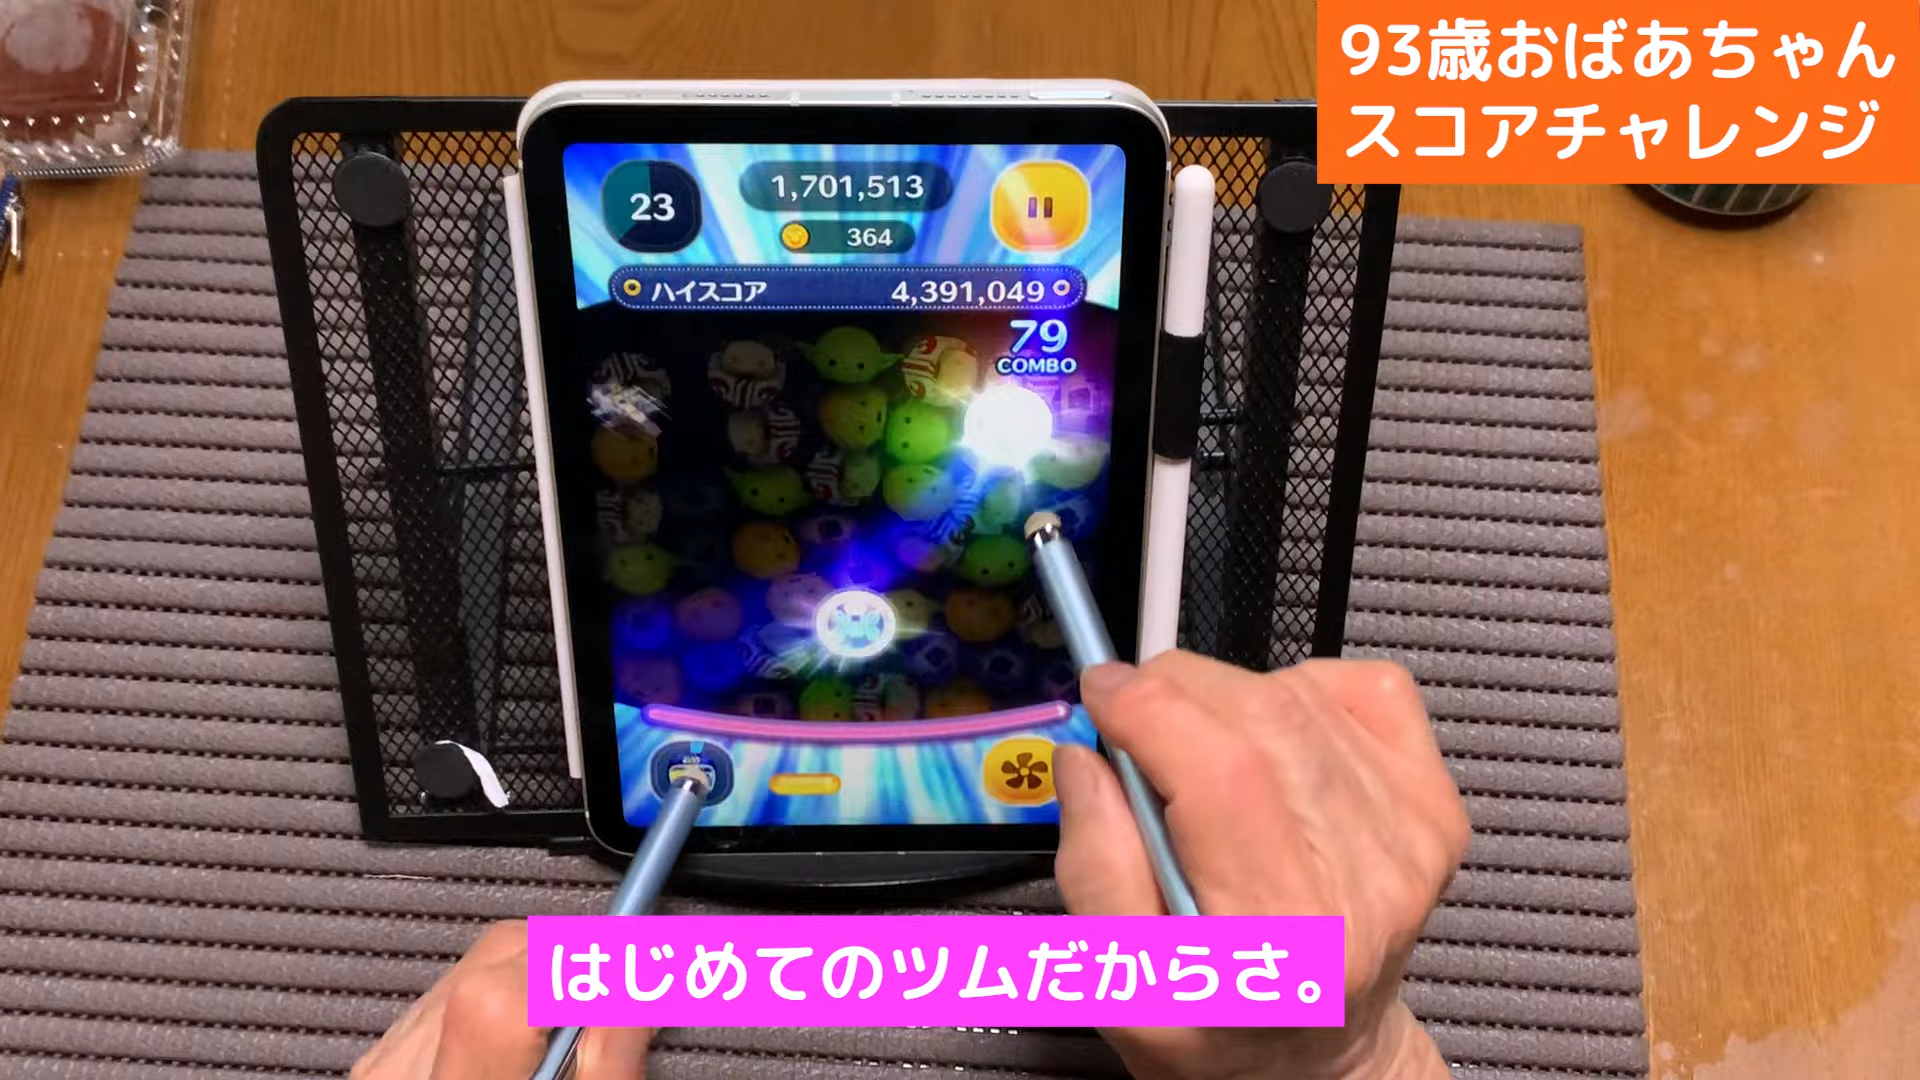 93歳おばあちゃん
スコアチャレンジ
23
1,701,513
364
ハイスコア 4,391,049
79
COMBO
はじめてのツムだからさ。